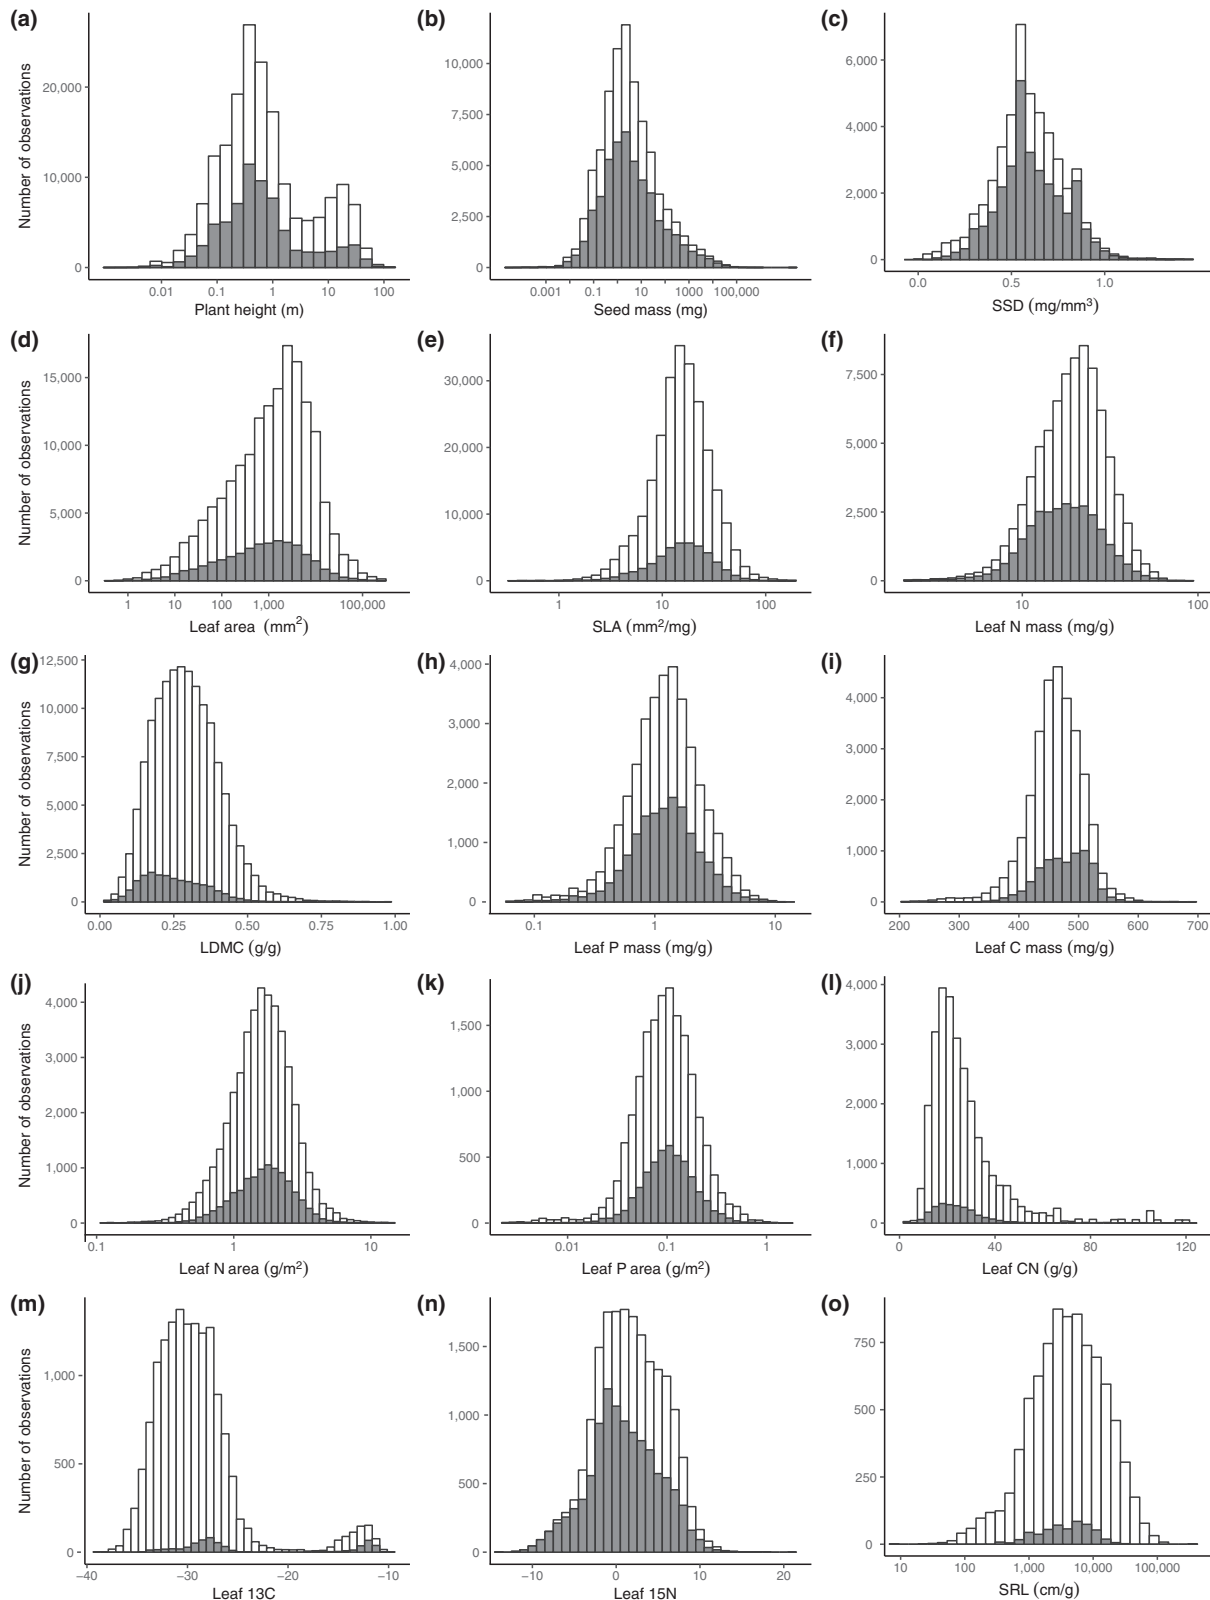 (a)
Number of observations
20,000
10,000
0
0.01 0.1 1 10 100
Plant height (m)
(b)
10,000
7,500
5,000
2,500
0
0.001 0.1 10 1000 100,000
Seed mass (mg)
(c)
6,000
4,000
2,000
0
0.0 0.5 1.0
SSD (mg/mm³)
(d)
Number of observations
15,000
10,000
5,000
0
1 10 100 1,000 100,000
Leaf area (mm²)
(e)
30,000
20,000
10,000
0
1 10 100
SLA (mm²/mg)
(f)
7,500
5,000
2,500
0
10 100
Leaf N mass (mg/g)
(g)
Number of observations
12,500
10,000
7,500
5,000
2,500
0
0.00 0.25 0.50 0.75 1.00
LDMC (g/g)
(h)
4,000
3,000
2,000
1,000
0
0.1 1 10
Leaf P mass (mg/g)
(i)
4,000
3,000
2,000
1,000
0
200 300 400 500 600 700
Leaf C mass (mg/g)
(j)
Number of observations
4,000
3,000
2,000
1,000
0
0.1 1 10
Leaf N area (g/m²)
(k)
1,500
1,000
500
0
0.01 0.1 1
Leaf P area (g/m²)
(l)
4,000
3,000
2,000
1,000
0
0 40 80 120
Leaf CN (g/g)
(m)
Number of observations
1,000
500
0
−40 −30 −20 −10
Leaf 13C
(n)
1,500
1,000
500
0
−10 0 10 20
Leaf 15N
(o)
750
500
250
0
10 100 1,000 10,000 100,000
SRL (cm/g)